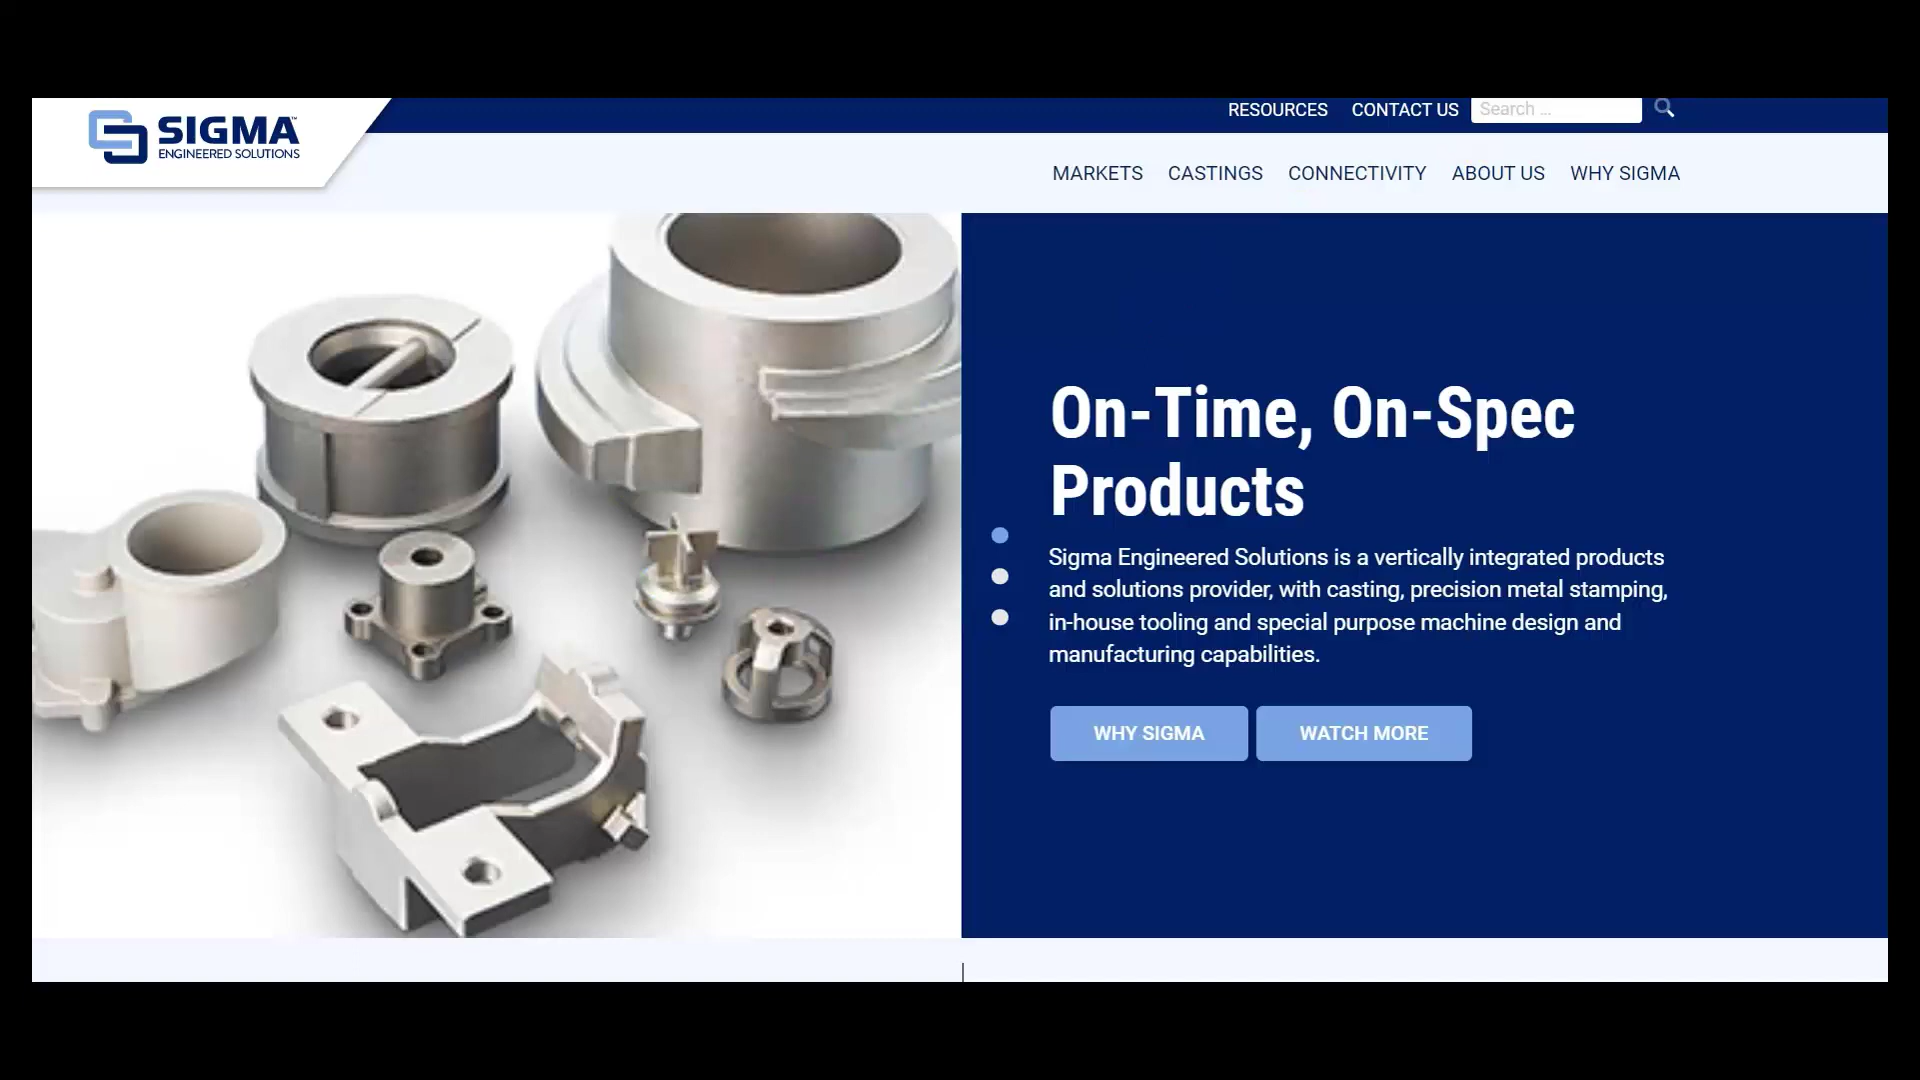 SIGMA™
ENGINEERED SOLUTIONS
RESOURCES CONTACT US Search ...
MARKETS CASTINGS CONNECTIVITY ABOUT US WHY SIGMA
On-Time, On-Spec
Products
Sigma Engineered Solutions is a vertically integrated products
and solutions provider, with casting, precision metal stamping,
in-house tooling and special purpose machine design and
manufacturing capabilities.
WHY SIGMA WATCH MORE